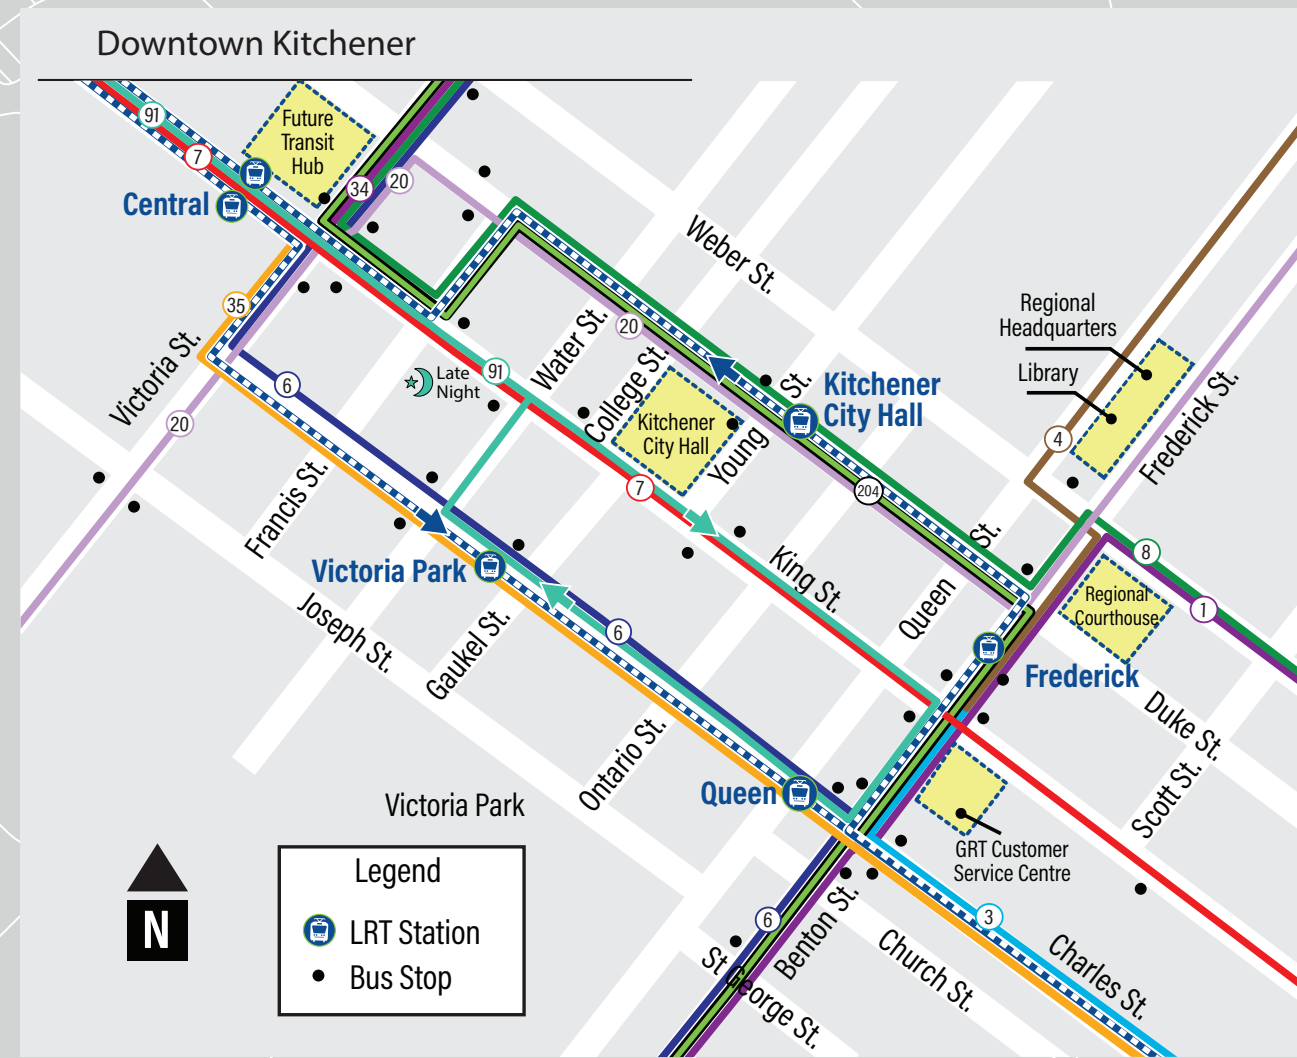 Downtown Kitchener
91
Future
Transit
Hub
7
34
20
Central
Weber St.
35
Regional
Headquarters
Water St.
20
Victoria St.
Library
91
Late
Night
6
College St.
St.
Kitchener
City Hall
Frederick St.
20
Kitchener
City Hall
Young
4
7
204
Francis St.
St.
8
Victoria Park
King St.
Regional
Courthouse
1
Joseph St.
6
Queen
Gaukel St.
Frederick
Duke St.
Ontario St.
Queen
Scott St.
Victoria Park
GRT Customer
Service Centre
Legend
LRT Station
Bus Stop
N
6
3
Benton St.
Church St.
Charles St.
St George St.